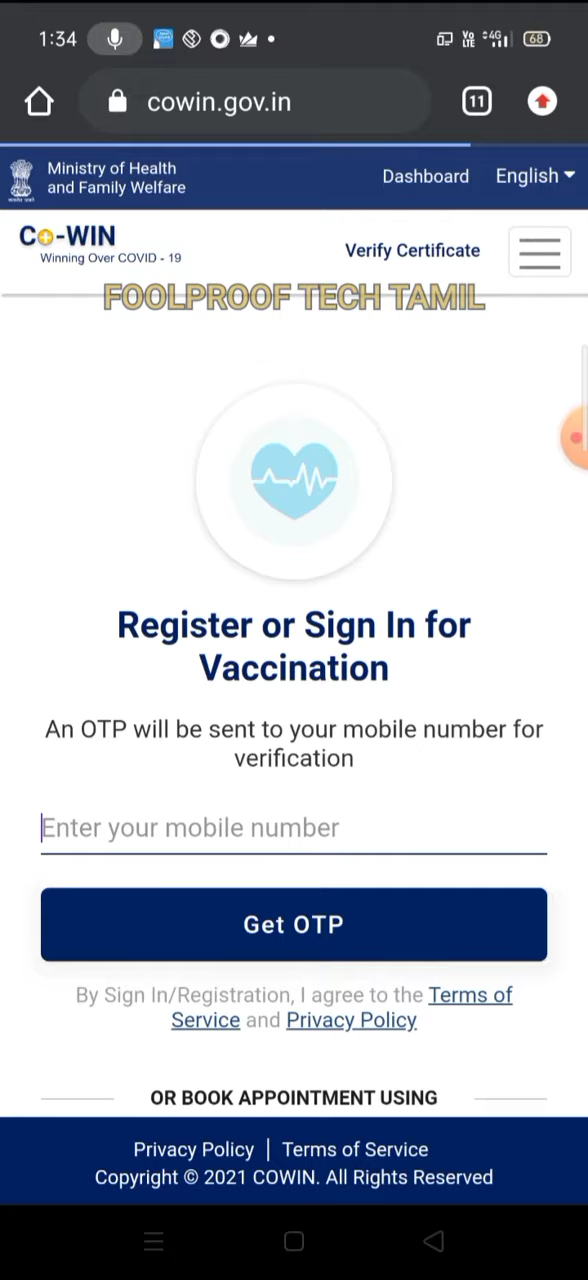 1:34
Vo LTE 4G 68
cowin.gov.in
11
Ministry of Health
and Family Welfare
Dashboard
English
Co-WIN
Winning Over COVID - 19
Verify Certificate
FOOLPROOF TECH TAMIL
Register or Sign In for
Vaccination
An OTP will be sent to your mobile number for
verification
Enter your mobile number
Get OTP
By Sign In/Registration, I agree to the Terms of
Service and Privacy Policy
OR BOOK APPOINTMENT USING
Privacy Policy | Terms of Service
Copyright © 2021 COWIN. All Rights Reserved